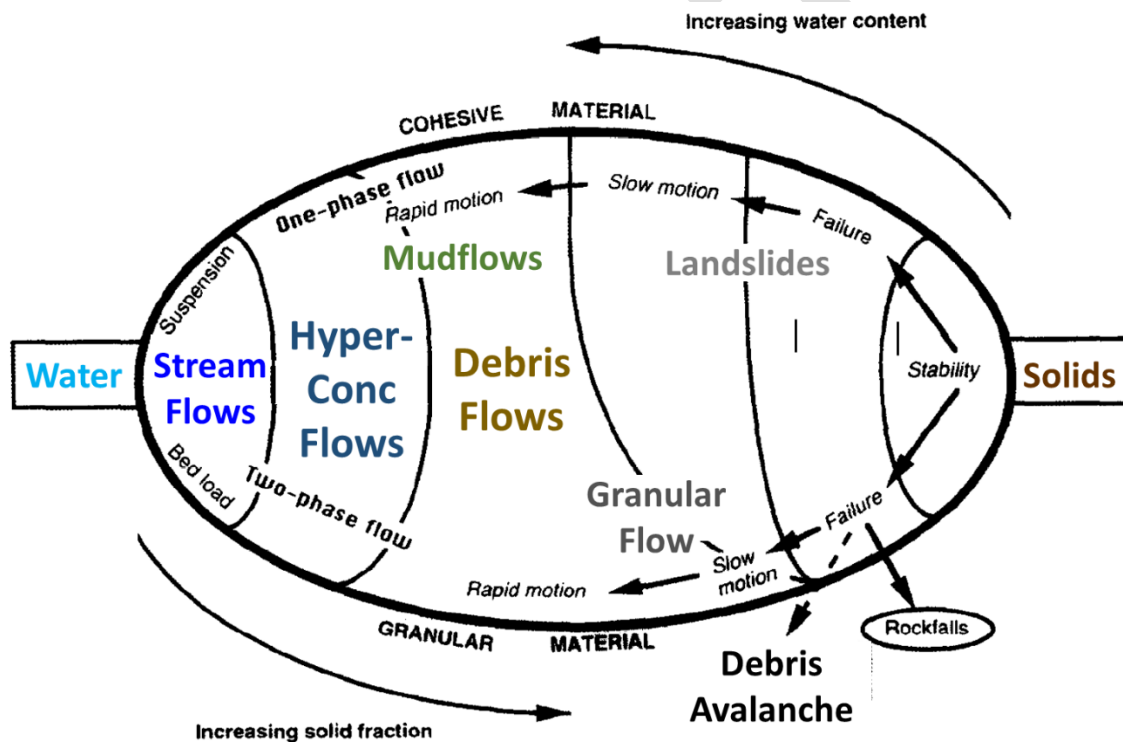 Increasing water content
COHESIVE MATERIAL
One-phase flow
Rapid motion
Slow motion
Failure
Suspension
Mudflows
Landslides
Water
Stream
Flows
Hyper-
Conc
Flows
Debris
Flows
Stability
Solids
Bed load
Two-phase flow
Granular
Flow
Failure
Slow
motion
Rapid motion
Rockfalls
GRANULAR MATERIAL
Debris
Avalanche
Increasing solid fraction